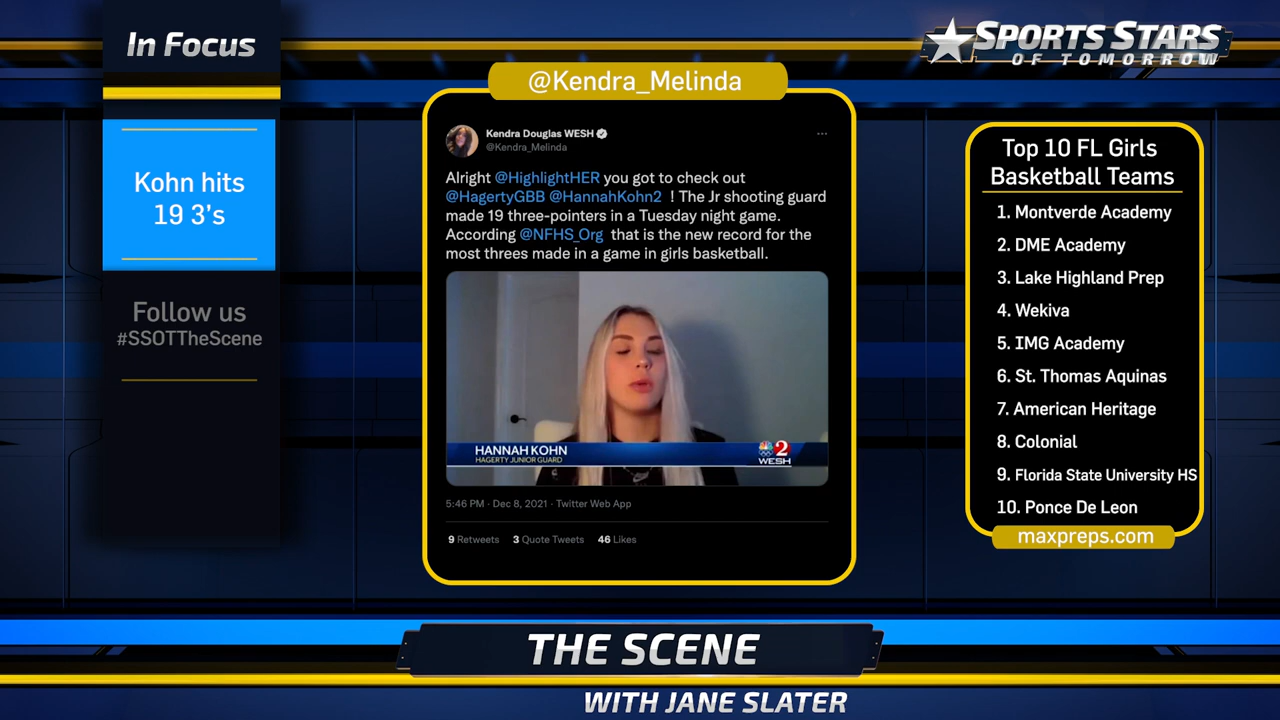 In Focus
SPORTS STARS
OF TOMORROW
@Kendra_Melinda
Kohn hits
19 3's
Follow us
#SSOTTheScene
Kendra Douglas WESH
@Kendra_Melinda
Alright @HighlightHER you got to check out
@HagertyGBB @HannahKohn2 ! The Jr shooting guard
made 19 three-pointers in a Tuesday night game.
According @NFHS_Org that is the new record for the
most threes made in a game in girls basketball.
HANNAH KOHN
HAGERTY JUNIOR GUARD
2
WESH
5:46 PM · Dec 8, 2021 · Twitter Web App
9 Retweets 3 Quote Tweets 46 Likes
Top 10 FL Girls
Basketball Teams
1. Montverde Academy
2. DME Academy
3. Lake Highland Prep
4. Wekiva
5. IMG Academy
6. St. Thomas Aquinas
7. American Heritage
8. Colonial
9. Florida State University HS
10. Ponce De Leon
maxpreps.com
THE SCENE
WITH JANE SLATER